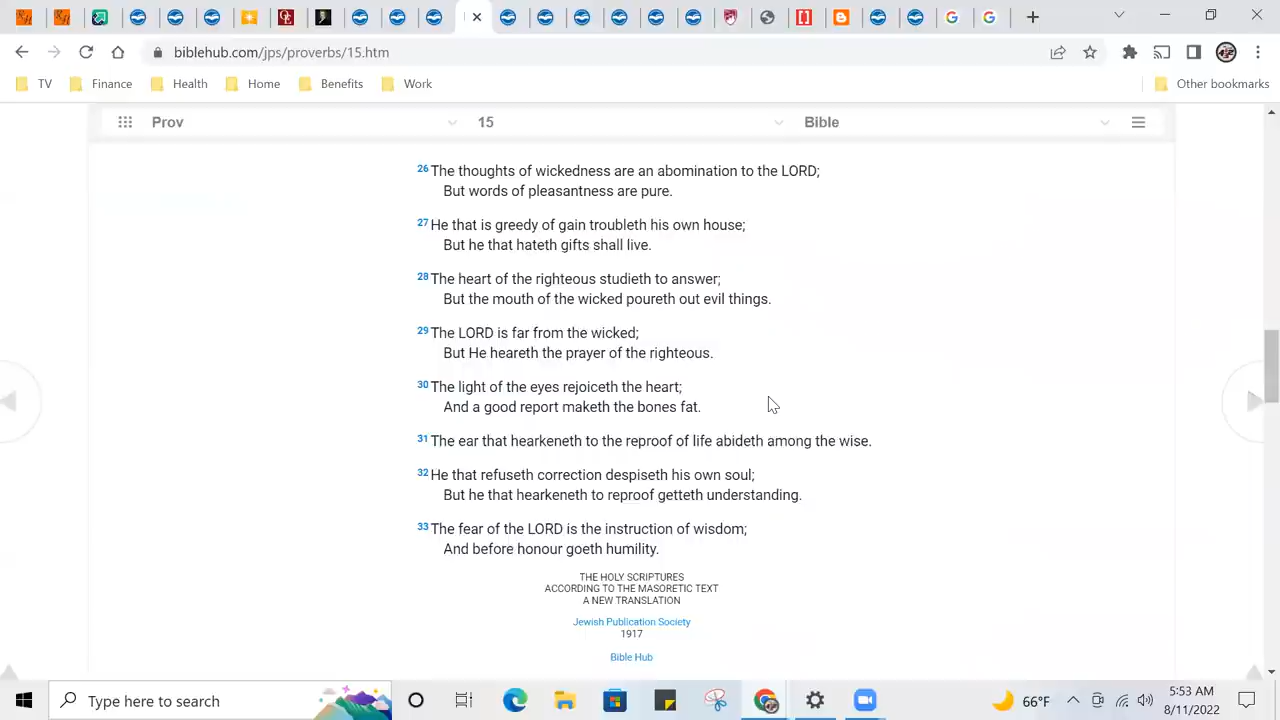 biblehub.com/jps/proverbs/15.htm
TV Finance Health Home Benefits Work Other bookmarks
Prov 15 Bible
26 The thoughts of wickedness are an abomination to the LORD;
But words of pleasantness are pure.
27 He that is greedy of gain troubleth his own house;
But he that hateth gifts shall live.
28 The heart of the righteous studieth to answer;
But the mouth of the wicked poureth out evil things.
29 The LORD is far from the wicked;
But He heareth the prayer of the righteous.
30 The light of the eyes rejoiceth the heart;
And a good report maketh the bones fat.
31 The ear that hearkeneth to the reproof of life abideth among the wise.
32 He that refuseth correction despiseth his own soul;
But he that hearkeneth to reproof getteth understanding.
33 The fear of the LORD is the instruction of wisdom;
And before honour goeth humility.
THE HOLY SCRIPTURES
ACCORDING TO THE MASORETIC TEXT
A NEW TRANSLATION
Jewish Publication Society
1917
Bible Hub
Type here to search
66°F
5:53 AM
8/11/2022